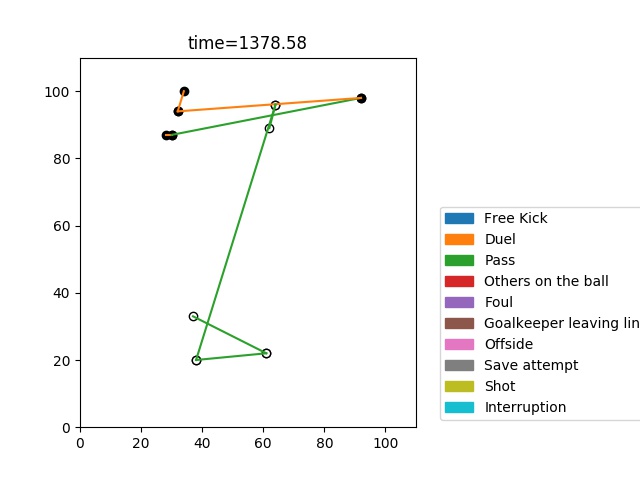 time=1378.58
100
80
60
40
20
0
0 20 40 60 80 100
Free Kick
Duel
Pass
Others on the ball
Foul
Goalkeeper leaving lin
Offside
Save attempt
Shot
Interruption